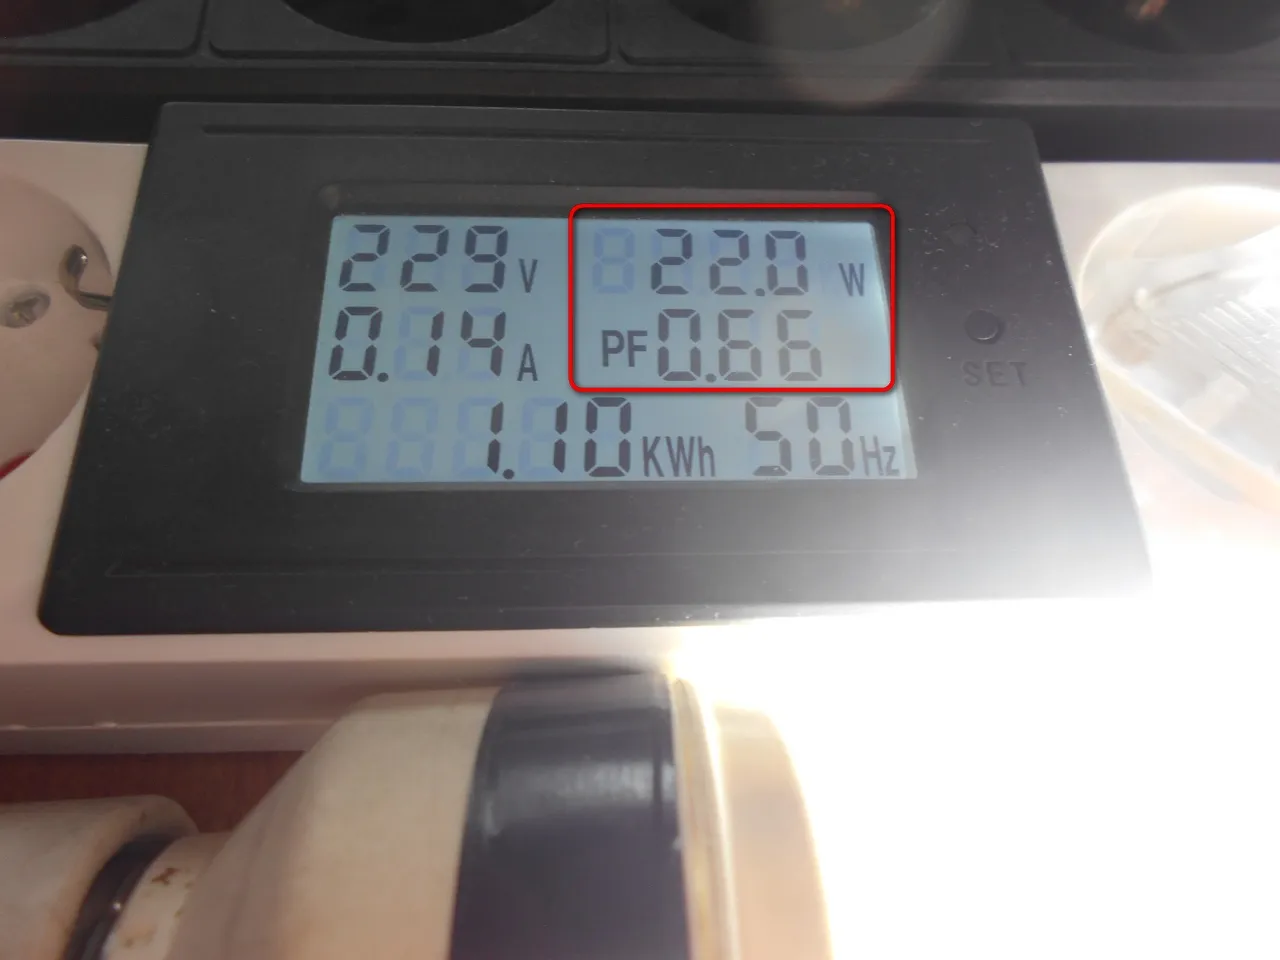 229 V 22.0 W
0.14 A PF 0.66
1.10 KWh 50 Hz
SET